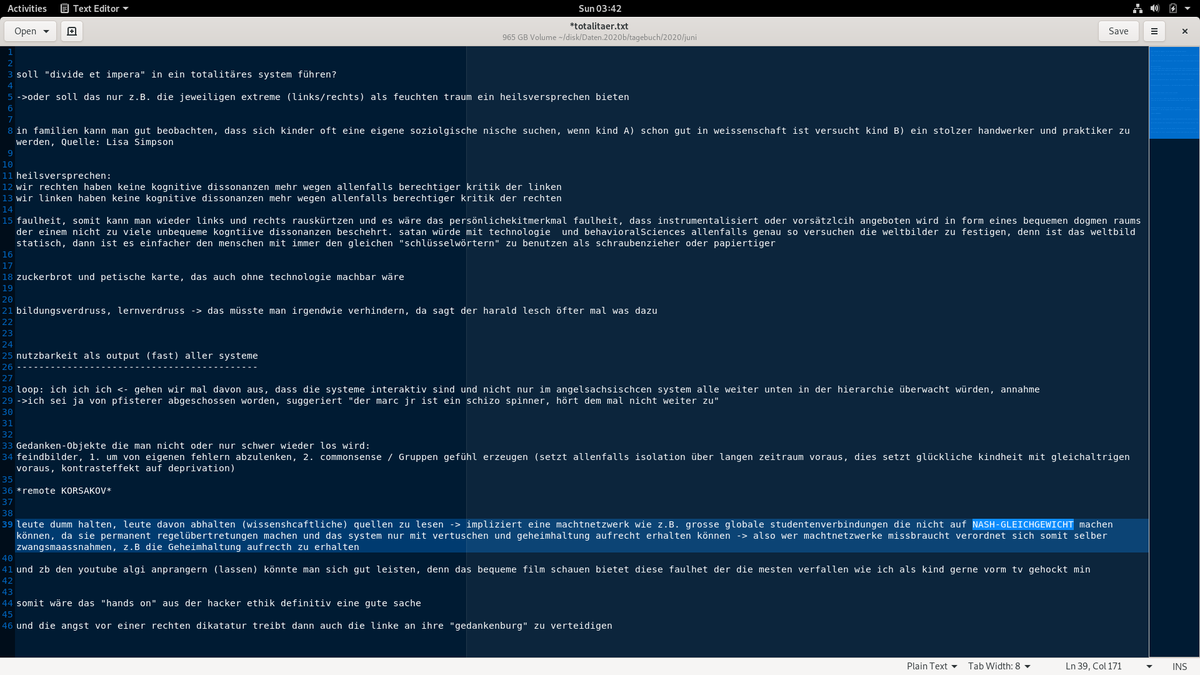 Activities Text Editor Sun 03:42
Open *totalitaer.txt Save
965 GB Volume ~/disk/Daten.2020b/tagebuch/2020/juni
1
2
3 soll "divide et impera" in ein totalitäres system führen?
4
5 ->oder soll das nur z.B. die jeweiligen extreme (links/rechts) als feuchten traum ein heilsversprechen bieten
6
7
8 in familien kann man gut beobachten, dass sich kinder oft eine eigene soziolgische nische suchen, wenn kind A) schon gut in weissenschaft ist versucht kind B) ein stolzer handwerker und praktiker zu
werden, Quelle: Lisa Simpson
9
10
11 heilsversprechen:
12 wir rechten haben keine kognitive dissonanzen mehr wegen allenfalls berechtiger kritik der linken
13 wir linken haben keine kognitive dissonanzen mehr wegen allenfalls berechtiger kritik der rechten
14
15 faulheit, somit kann man wieder links und rechts rauskürtzen und es wäre das persönlichekitmerkmal faulheit, dass instrumentalisiert oder vorsätzlcih angeboten wird in form eines bequemen dogmen raums
der einem nicht zu viele unbequeme kogntiive dissonanzen beschehrt. satan würde mit technologie  und behavioralSciences allenfalls genau so versuchen die weltbilder zu festigen, denn ist das weltbild
statisch, dann ist es einfacher den menschen mit immer den gleichen "schlüsselwörtern" zu benutzen als schraubenzieher oder papiertiger
16
17
18 zuckerbrot und petische karte, das auch ohne technologie machbar wäre
19
20
21 bildungsverdruss, lernverdruss -> das müsste man irgendwie verhindern, da sagt der harald lesch öfter mal was dazu
22
23
24
25 nutzbarkeit als output (fast) aller systeme
26 -------------------------------------------
27
28 loop: ich ich ich <- gehen wir mal davon aus, dass die systeme interaktiv sind und nicht nur im angelsachsischcen system alle weiter unten in der hierarchie überwacht würden, annahme
29 ->ich sei ja von pfisterer abgeschossen worden, suggeriert "der marc jr ist ein schizo spinner, hört dem mal nicht weiter zu"
30
31
32
33 Gedanken-Objekte die man nicht oder nur schwer wieder los wird:
34 feindbilder, 1. um von eigenen fehlern abzulenken, 2. commonsense / Gruppen gefühl erzeugen (setzt allenfalls isolation über langen zeitraum voraus, dies setzt glückliche kindheit mit gleichaltrigen
voraus, kontrasteffekt auf deprivation)
35
36 *remote KORSAKOV*
37
38
39 leute dumm halten, leute davon abhalten (wissenshcaftliche) quellen zu lesen -> impliziert eine machtnetzwerk wie z.B. grosse globale studentenverbindungen die nicht auf NASH-GLEICHGEWICHT machen
können, da sie permanent regelübertretungen machen und das system nur mit vertuschen und geheimhaltung aufrecht erhalten können -> also wer machtnetzwerke missbraucht verordnet sich somit selber
zwangsmaassnahmen, z.B die Geheimhaltung aufrecth zu erhalten
40
41 und zb den youtube algi anprangern (lassen) könnte man sich gut leisten, denn das bequeme film schauen bietet diese faulhet der die mesten verfallen wie ich als kind gerne vorm tv gehockt min
42
43
44 somit wäre das "hands on" aus der hacker ethik definitiv eine gute sache
45
46 und die angst vor einer rechten dikatatur treibt dann auch die linke an ihre "gedankenburg" zu verteidigen
Plain Text Tab Width: 8 Ln 39, Col 171 INS